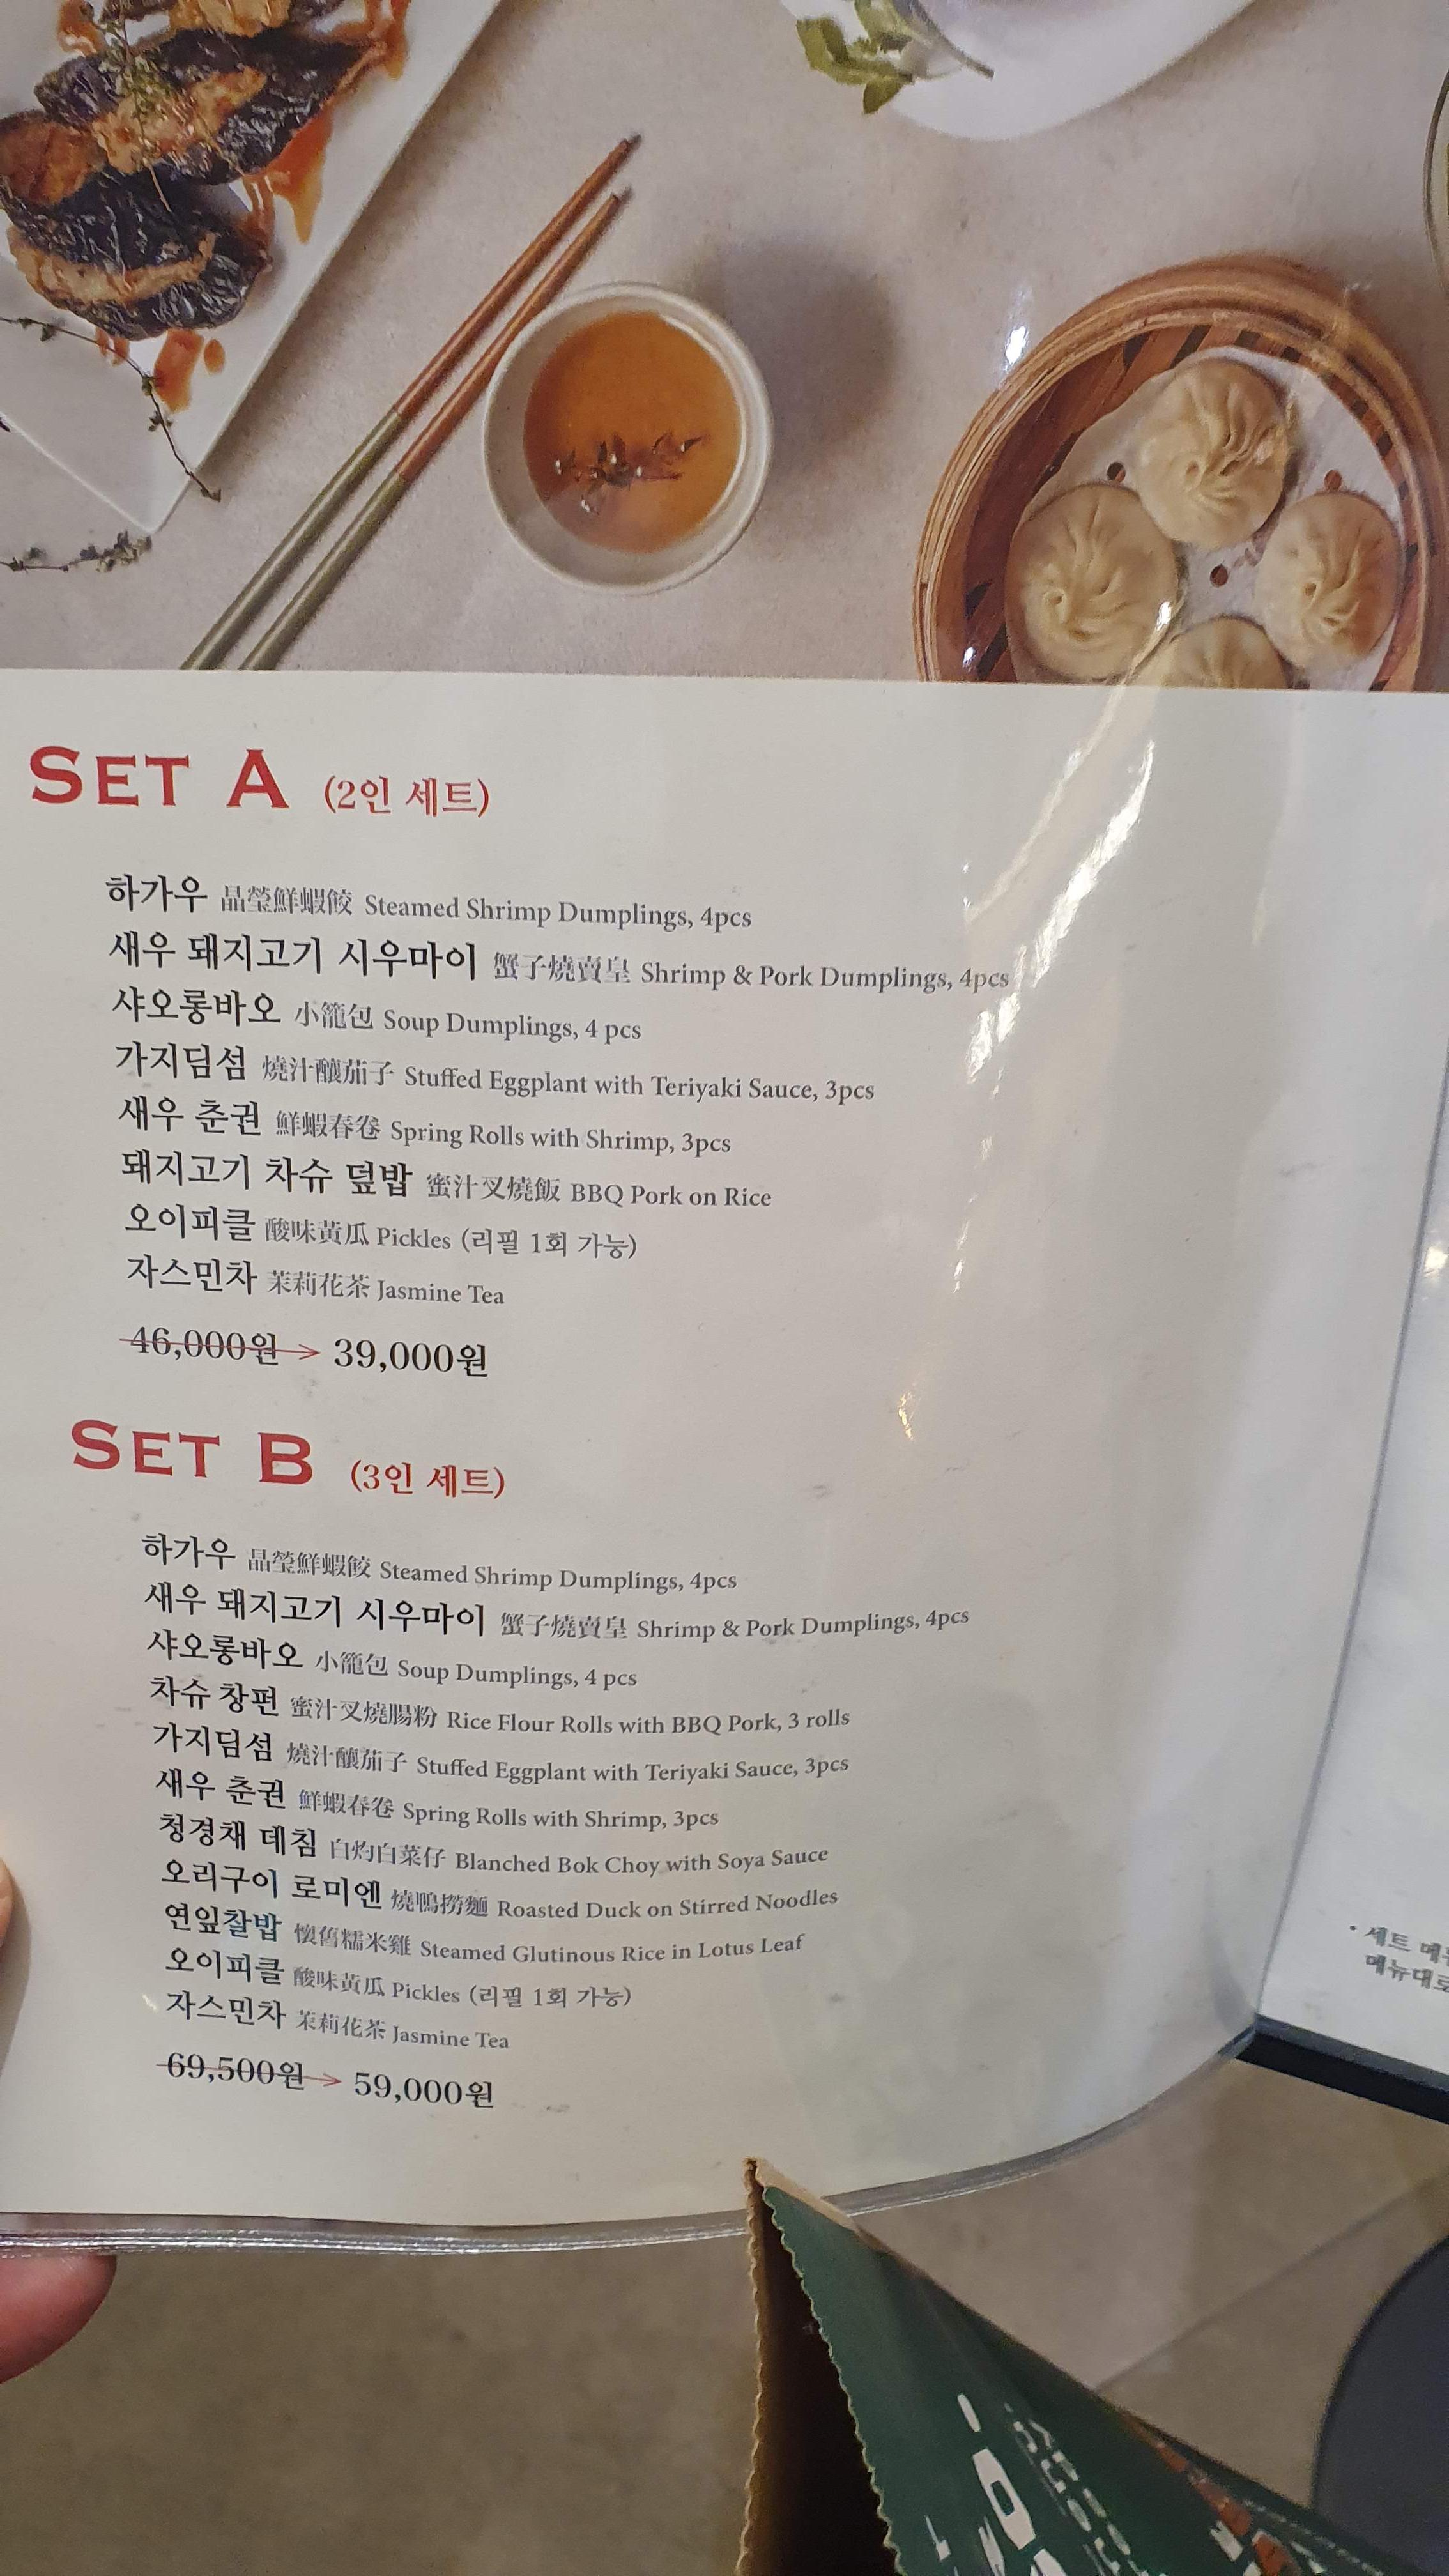 SET A (2인 세트)
하가우 晶瑩鮮蝦餃 Steamed Shrimp Dumplings, 4pcs
새우 돼지고기 시우마이 蟹子燒賣皇 Shrimp & Pork Dumplings, 4pcs
샤오롱바오 小籠包 Soup Dumplings, 4 pcs
가지딤섬 燒汁釀茄子 Stuffed Eggplant with Teriyaki Sauce, 3pcs
새우 춘권 鮮蝦春卷 Spring Rolls with Shrimp, 3pcs
돼지고기 차슈 덮밥 蜜汁叉燒飯 BBQ Pork on Rice
오이피클 酸味黃瓜 Pickles (리필 1회 가능)
자스민차 茉莉花茶 Jasmine Tea
46,000원 → 39,000원
SET B (3인 세트)
하가우 晶瑩鮮蝦餃 Steamed Shrimp Dumplings, 4pcs
새우 돼지고기 시우마이 蟹子燒賣皇 Shrimp & Pork Dumplings, 4pcs
샤오롱바오 小籠包 Soup Dumplings, 4 pcs
차슈 창펀 蜜汁叉燒腸粉 Rice Flour Rolls with BBQ Pork, 3 rolls
가지딤섬 燒汁釀茄子 Stuffed Eggplant with Teriyaki Sauce, 3pcs
새우 춘권 鮮蝦春卷 Spring Rolls with Shrimp, 3pcs
청경채 데침 白灼白菜仔 Blanched Bok Choy with Soya Sauce
오리구이 로미엔 燒鴨撈麵 Roasted Duck on Stirred Noodles
연잎찰밥 懷舊糯米雞 Steamed Glutinous Rice in Lotus Leaf
오이피클 酸味黃瓜 Pickles (리필 1회 가능)
자스민차 茉莉花茶 Jasmine Tea
69,500원 → 59,000원
• 세트
메뉴대로